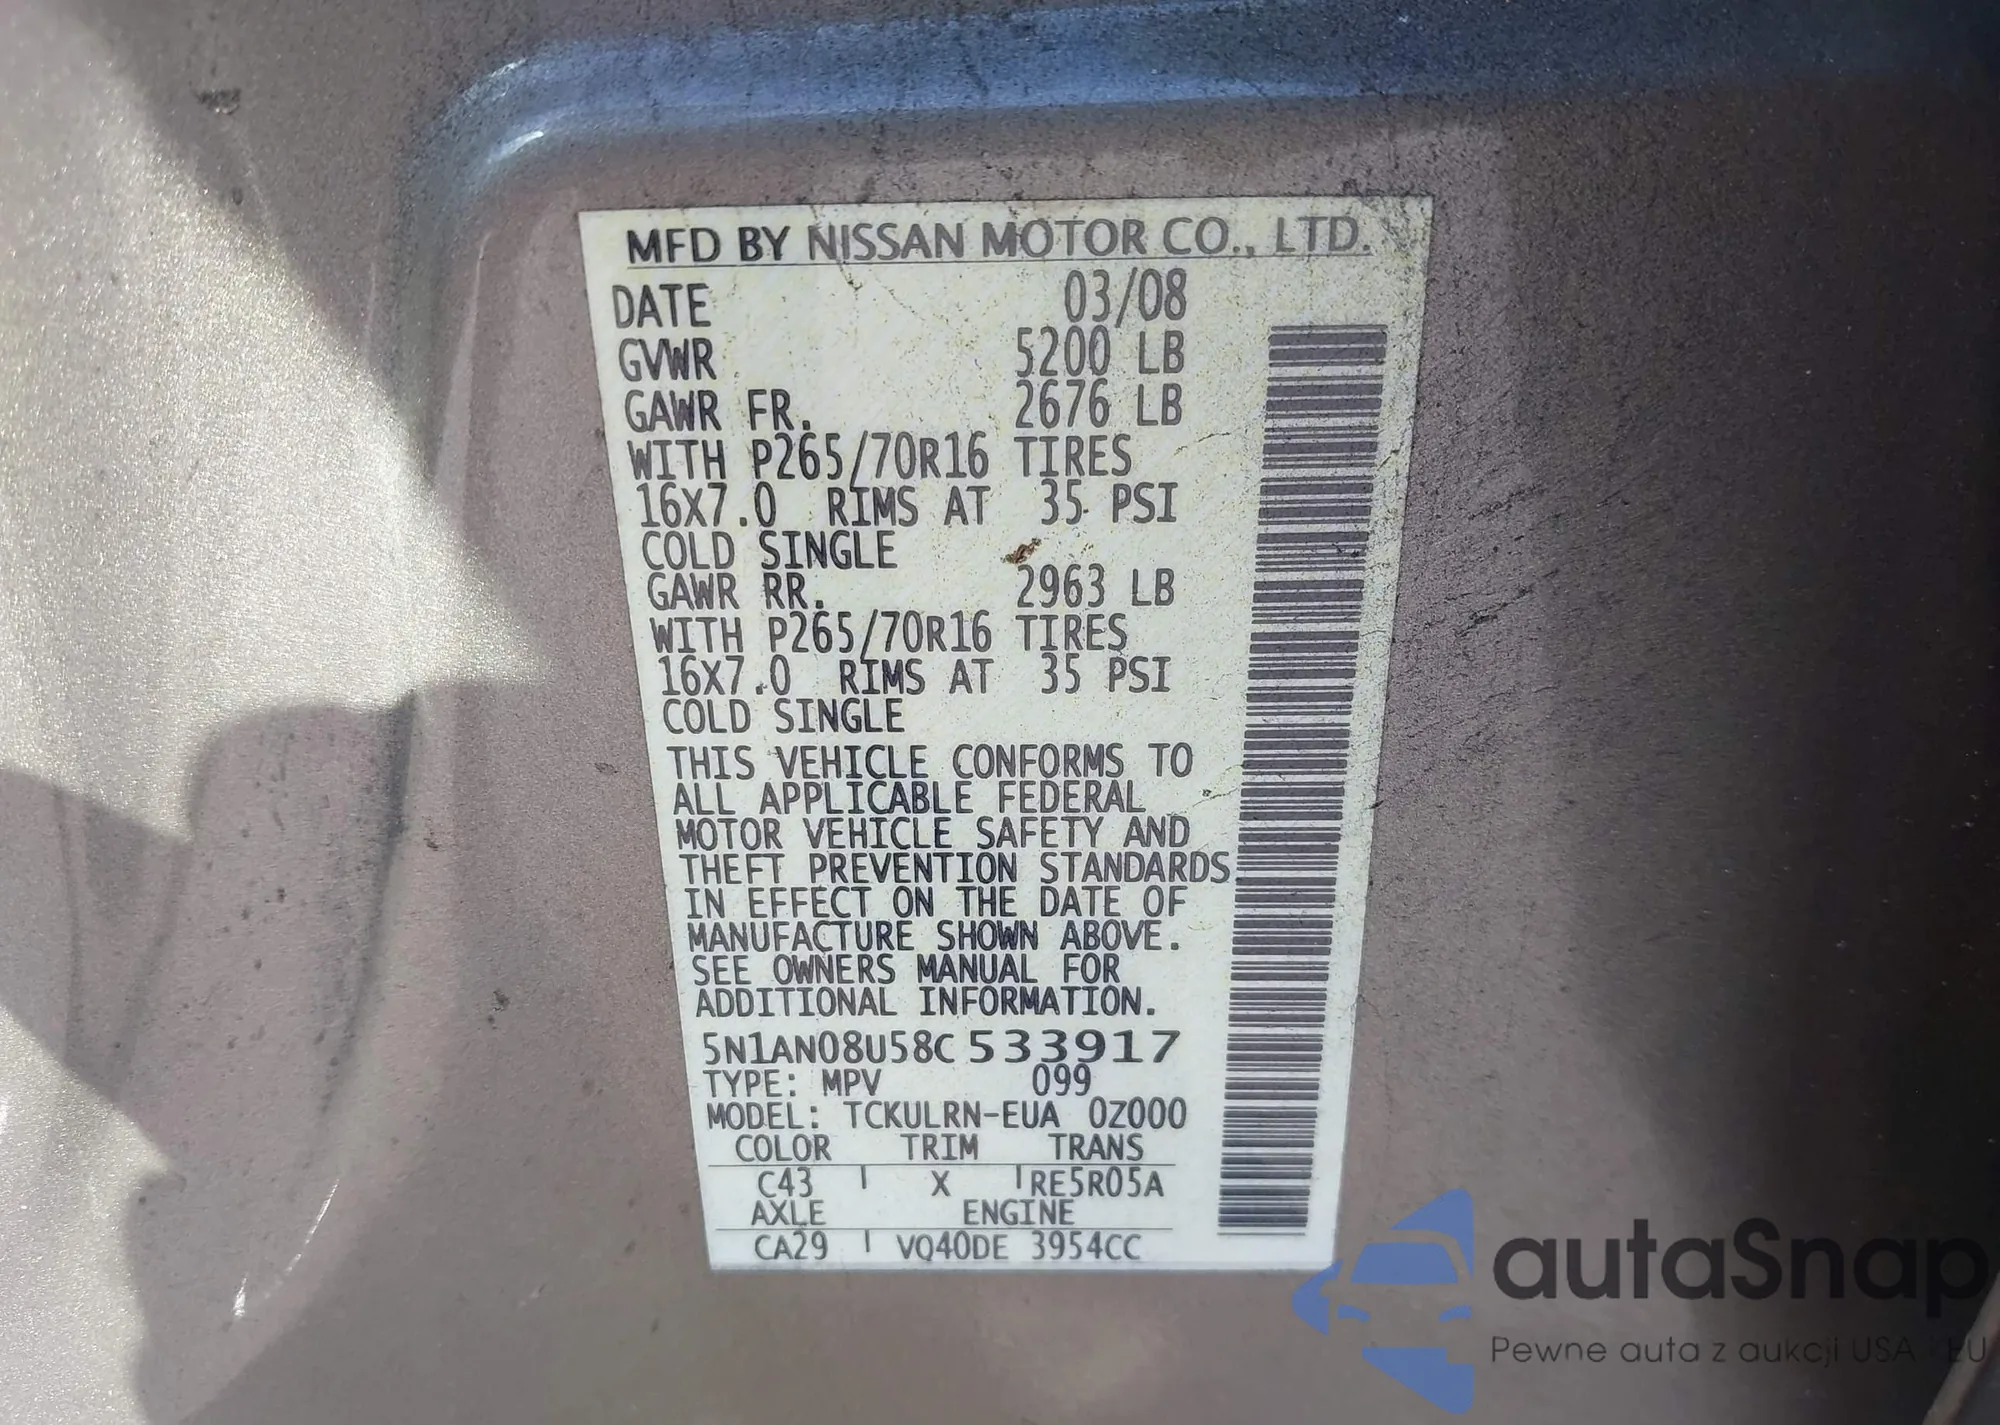 MFD BY NISSAN MOTOR CO., LTD.
DATE 03/08
GVWR 5200 LB
GAWR FR. 2676 LB
WITH P265/70R16 TIRES
16X7.0 RIMS AT 35 PSI
COLD SINGLE
GAWR RR. 2963 LB
WITH P265/70R16 TIRES
16X7.0 RIMS AT 35 PSI
COLD SINGLE
THIS VEHICLE CONFORMS TO
ALL APPLICABLE FEDERAL
MOTOR VEHICLE SAFETY AND
THEFT PREVENTION STANDARDS
IN EFFECT ON THE DATE OF
MANUFACTURE SHOWN ABOVE.
SEE OWNERS MANUAL FOR
ADDITIONAL INFORMATION.
5N1AN08U58C 533917
TYPE: MPV 099
MODEL: TCKULRN-EUA 0Z000
COLOR TRIM TRANS
C43 X RE5R05A
AXLE ENGINE
CA29 VQ40DE 3954CC
autaSnap
Pewne auta z aukcji USA i EU